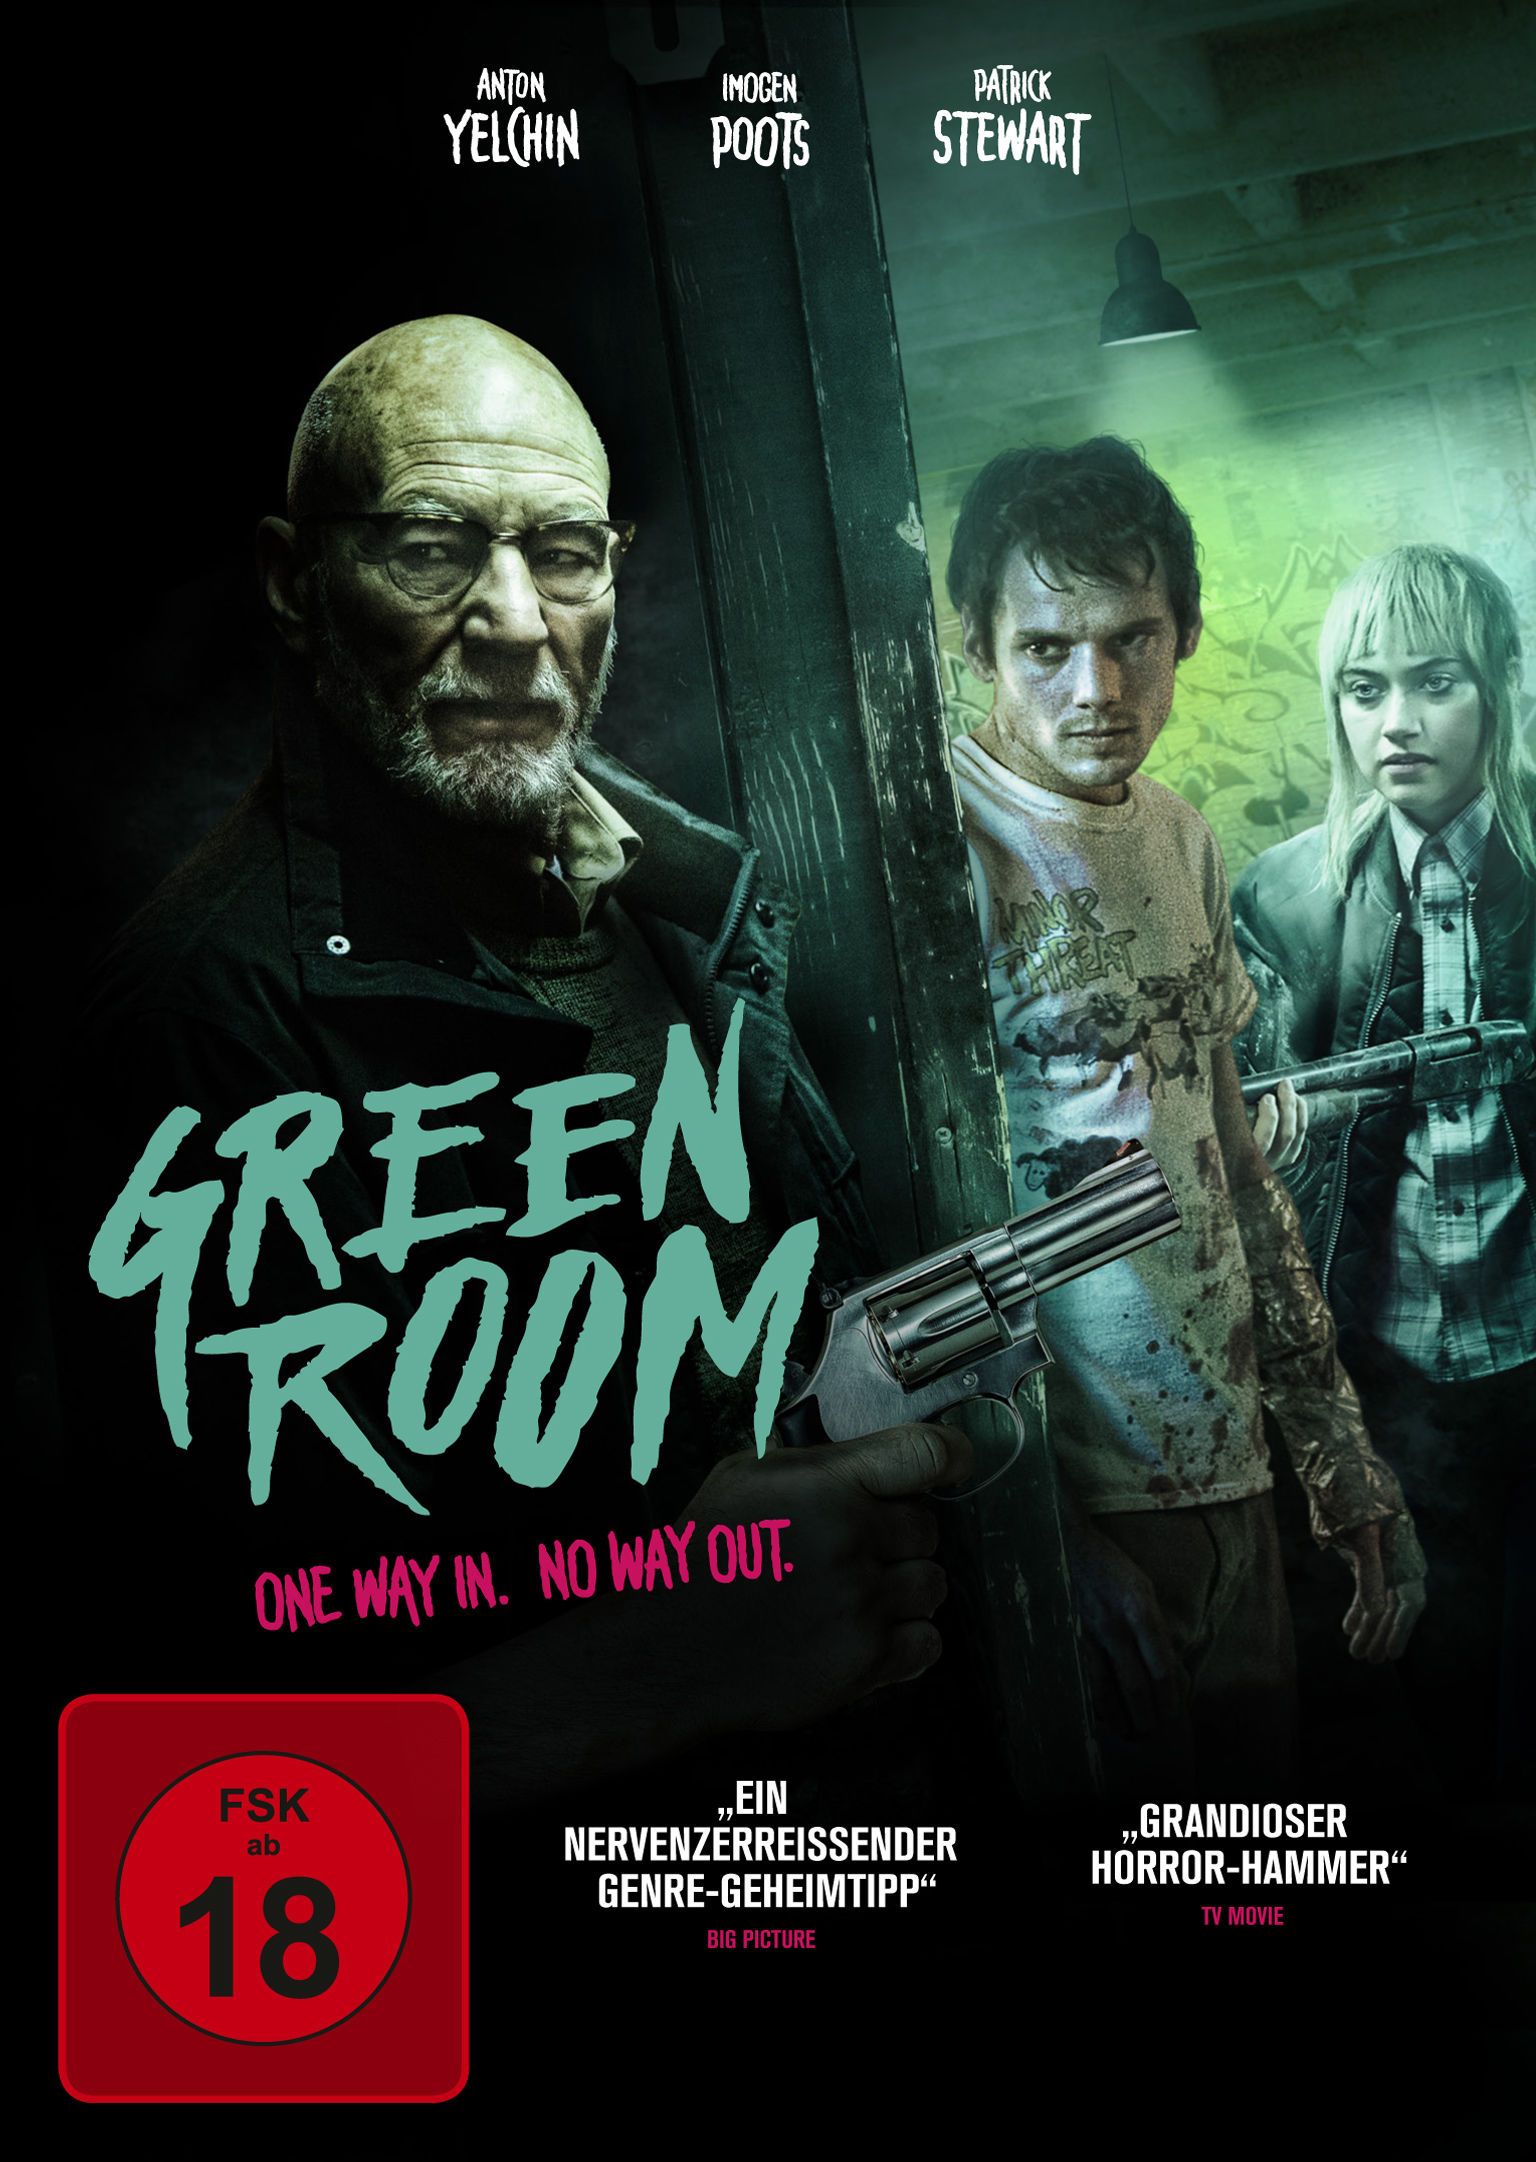 ANTON
YELCHIN
IMOGEN
POOTS
PATRICK
STEWART
MINOR
THREAT
GREEN
ROOM
ONE WAY IN. NO WAY OUT.
FSK
ab
18
„EIN
NERVENZERREISSENDER
GENRE-GEHEIMTIPP“
BIG PICTURE
„GRANDIOSER
HORROR-HAMMER“
TV MOVIE